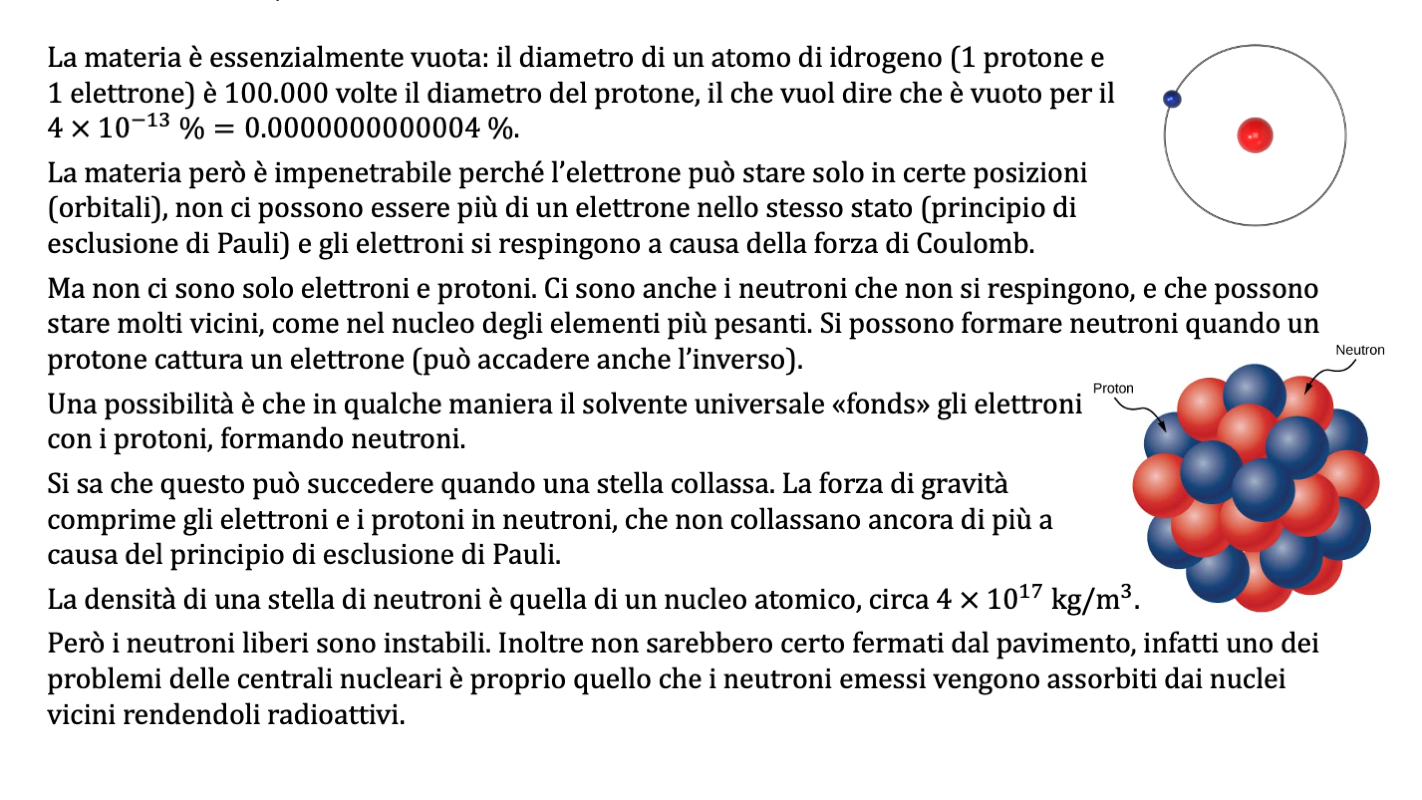 La materia è essenzialmente vuota: il diametro di un atomo di idrogeno (1 protone e
1 elettrone) è 100.000 volte il diametro del protone, il che vuol dire che è vuoto per il
4 × 10⁻¹³ % = 0.0000000000004 %.
La materia però è impenetrabile perché l’elettrone può stare solo in certe posizioni
(orbitali), non ci possono essere più di un elettrone nello stesso stato (principio di
esclusione di Pauli) e gli elettroni si respingono a causa della forza di Coulomb.
Ma non ci sono solo elettroni e protoni. Ci sono anche i neutroni che non si respingono, e che possono
stare molti vicini, come nel nucleo degli elementi più pesanti. Si possono formare neutroni quando un
protone cattura un elettrone (può accadere anche l’inverso).
Neutron
Proton
Una possibilità è che in qualche maniera il solvente universale «fonds» gli elettroni
con i protoni, formando neutroni.
Si sa che questo può succedere quando una stella collassa. La forza di gravità
comprime gli elettroni e i protoni in neutroni, che non collassano ancora di più a
causa del principio di esclusione di Pauli.
La densità di una stella di neutroni è quella di un nucleo atomico, circa 4 × 10¹⁷ kg/m³.
Però i neutroni liberi sono instabili. Inoltre non sarebbero certo fermati dal pavimento, infatti uno dei
problemi delle centrali nucleari è proprio quello che i neutroni emessi vengono assorbiti dai nuclei
vicini rendendoli radioattivi.